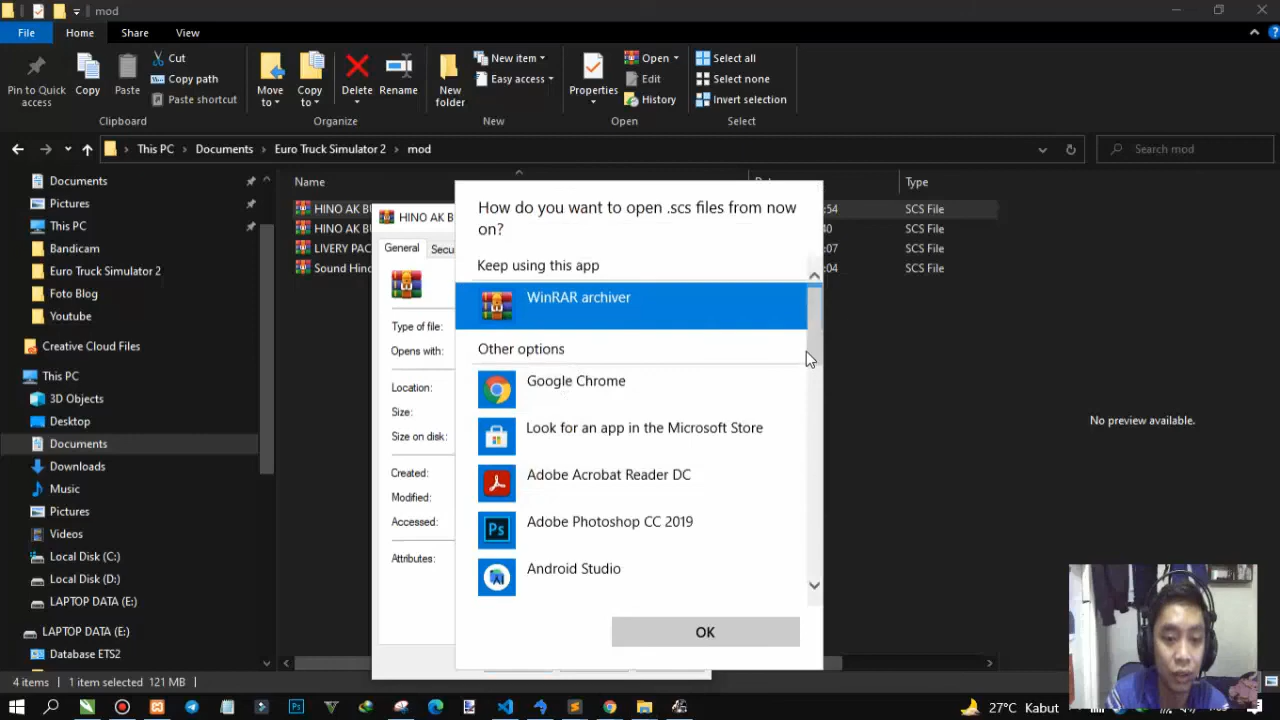 mod
File
Home
Share
View
Pin to Quick
access
Copy
Paste
Cut
Copy path
Paste shortcut
Clipboard
Move
to
Copy
to
Delete
Rename
Organize
New
folder
New item
Easy access
New
Properties
Open
Edit
History
Open
Select all
Select none
Invert selection
Select
This PC
Documents
Euro Truck Simulator 2
mod
Search mod
Documents
Pictures
This PC
Bandicam
Euro Truck Simulator 2
Foto Blog
Youtube
Creative Cloud Files
This PC
3D Objects
Desktop
Documents
Downloads
Music
Pictures
Videos
Local Disk (C:)
Local Disk (D:)
LAPTOP DATA (E:)
LAPTOP DATA (E:)
Database ETS2
Name
Type
HINO AK B
:54
SCS File
HINO AK B
40
SCS File
LIVERY PAC
:07
SCS File
Sound Hino
:04
SCS File
HINO AK B
General
Secu
Type of file:
Opens with:
Location:
Size:
Size on disk:
Created:
Modified:
Accessed:
Attributes:
How do you want to open .scs files from now
on?
Keep using this app
WinRAR archiver
Other options
Google Chrome
Look for an app in the Microsoft Store
Adobe Acrobat Reader DC
Ps
Adobe Photoshop CC 2019
Android Studio
OK
No preview available.
4 items
1 item selected 121 MB
Ps
27°C Kabut